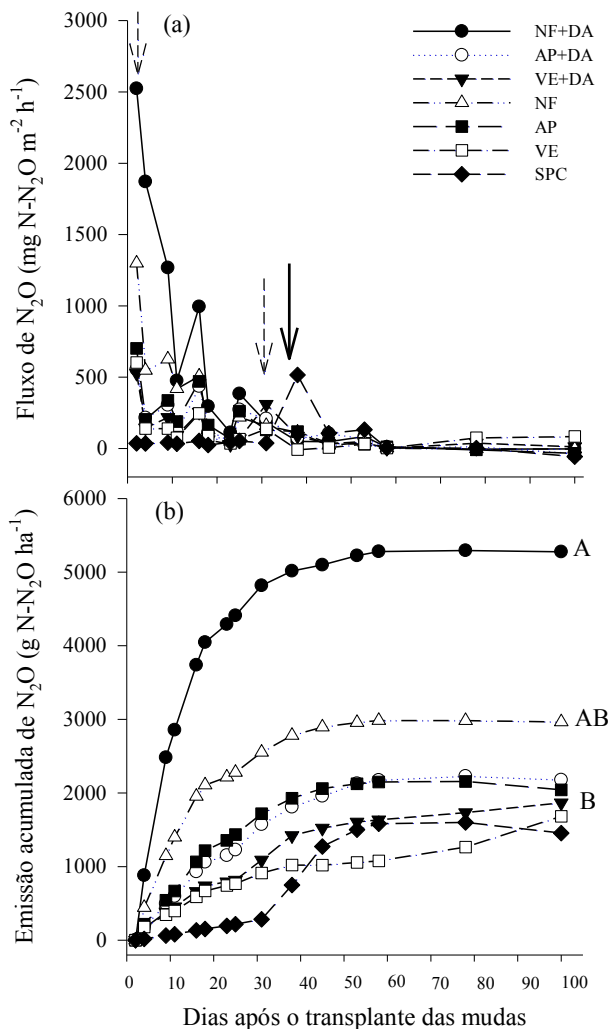 (a)
NF+DA
AP+DA
VE+DA
NF
AP
VE
SPC
Fluxo de N₂O (mg N-N₂O m⁻² h⁻¹)
3000
2500
2000
1500
1000
500
0
(b)
Emissão acumulada de N₂O (g N-N₂O ha⁻¹)
6000
5000
4000
3000
2000
1000
0
A
AB
B
0 10 20 30 40 50 60 70 80 90 100
Dias após o transplante das mudas